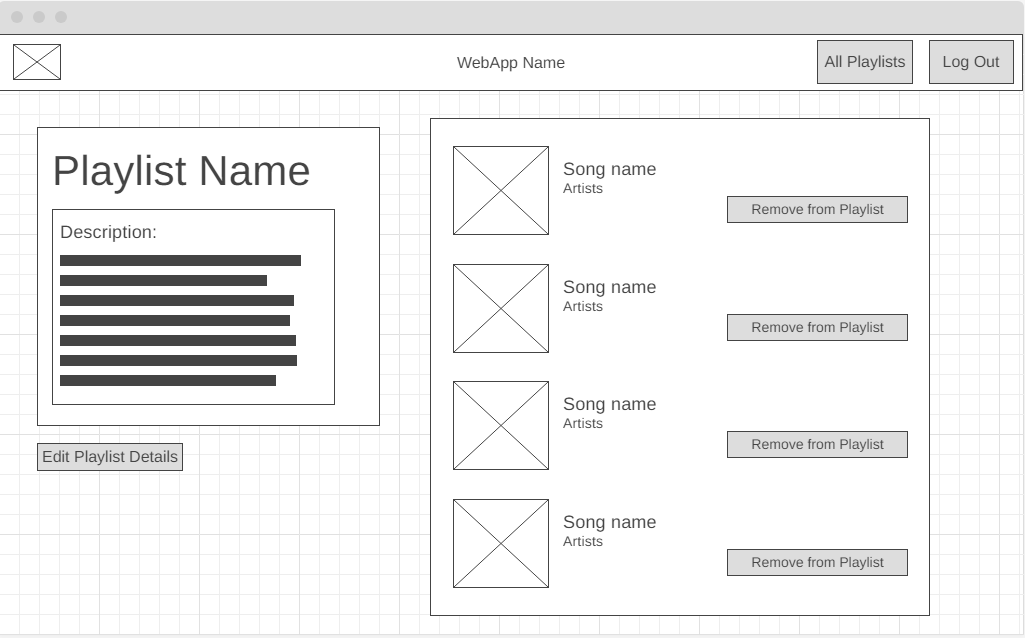 WebApp Name
All Playlists
Log Out
Playlist Name
Description:
Edit Playlist Details
Song name
Artists
Remove from Playlist
Song name
Artists
Remove from Playlist
Song name
Artists
Remove from Playlist
Song name
Artists
Remove from Playlist